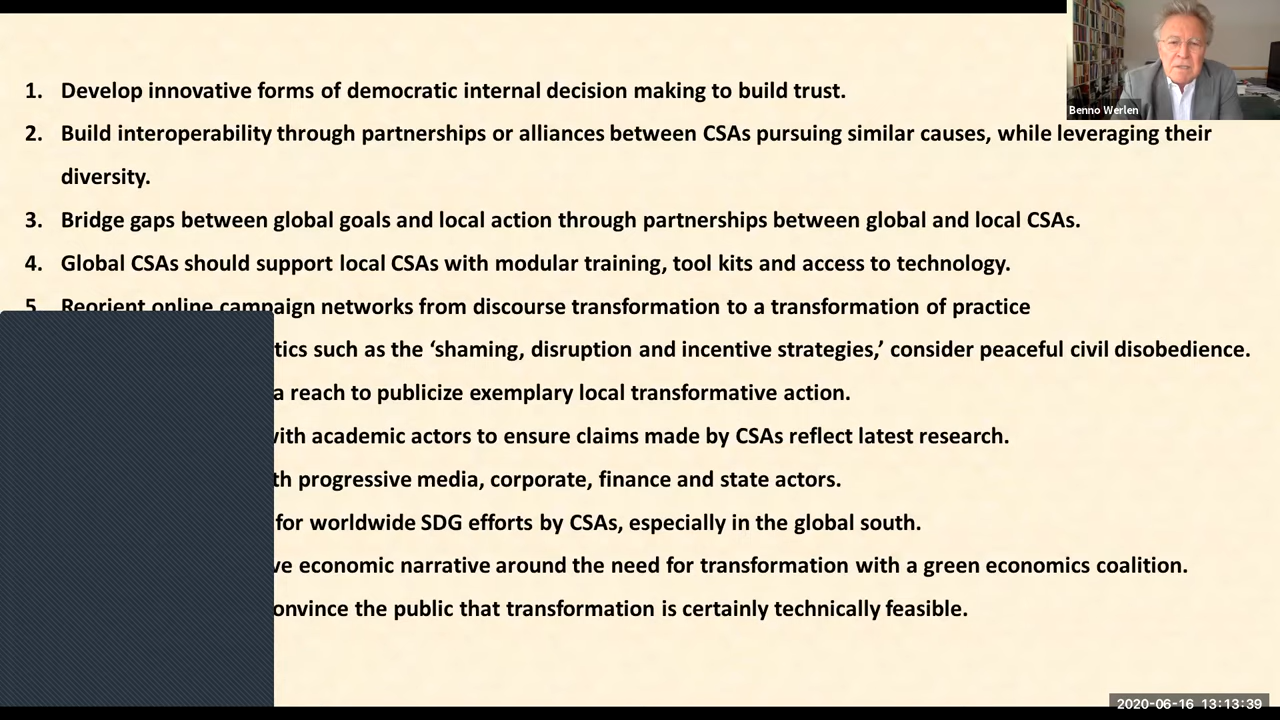 1. Develop innovative forms of democratic internal decision making to build trust.
Benno Werlen
2. Build interoperability through partnerships or alliances between CSAs pursuing similar causes, while leveraging their
diversity.
3. Bridge gaps between global goals and local action through partnerships between global and local CSAs.
4. Global CSAs should support local CSAs with modular training, tool kits and access to technology.
5. Reorient online campaign networks from discourse transformation to a transformation of practice
such as the ‘shaming, disruption and incentive strategies,’ consider peaceful civil disobedience.
reach to publicize exemplary local transformative action.
with academic actors to ensure claims made by CSAs reflect latest research.
progressive media, corporate, finance and state actors.
for worldwide SDG efforts by CSAs, especially in the global south.
economic narrative around the need for transformation with a green economics coalition.
the public that transformation is certainly technically feasible.
2020-06-16 13:13:39